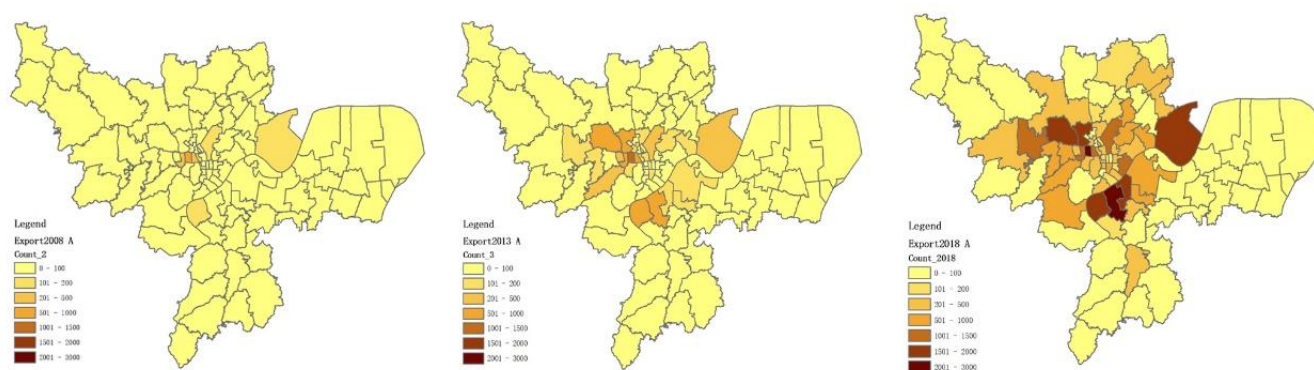 Legend
Export2008 A
Count_2
0 - 100
101 - 200
201 - 500
501 - 1000
1001 - 1500
1501 - 2000
2001 - 3000
Legend
Export2013 A
Count_3
0 - 100
101 - 200
201 - 500
501 - 1000
1001 - 1500
1501 - 2000
2001 - 3000
Legend
Export2018 A
Count_2018
0 - 100
101 - 200
201 - 500
501 - 1000
1001 - 1500
1501 - 2000
2001 - 3000